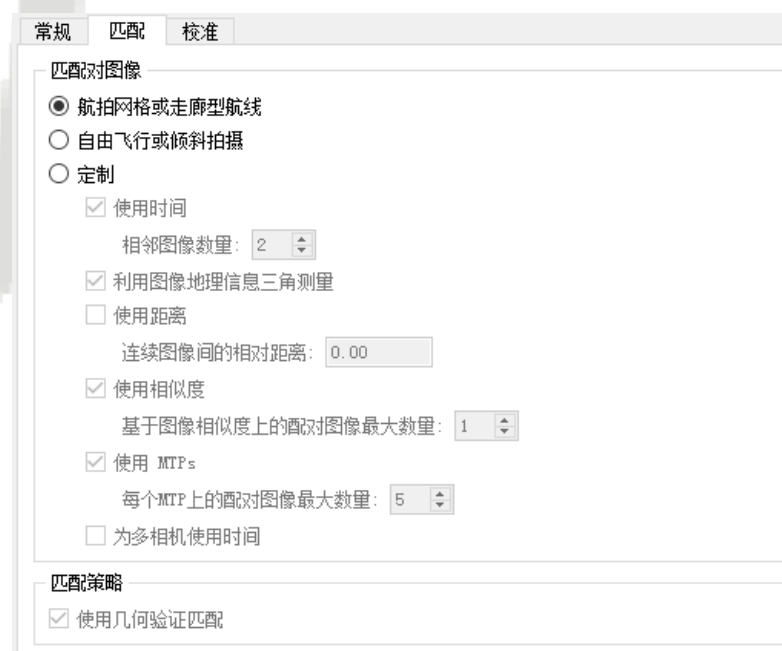 常规 匹配 校准
匹配对图像
航拍网格或走廊型航线
自由飞行或倾斜拍摄
定制
使用时间
相邻图像数量: 2
利用图像地理信息三角测量
使用距离
连续图像间的相对距离: 0.00
使用相似度
基于图像相似度上的配对图像最大数量: 1
使用 MTPs
每个MTP上的配对图像最大数量: 5
为多相机使用时间
匹配策略
使用几何验证匹配